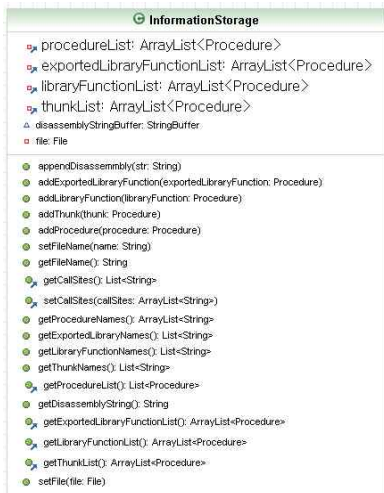 InformationStorage
procedureList: ArrayList<Procedure>
exportedLibraryFunctionList: ArrayList<Procedure>
libraryFunctionList: ArrayList<Procedure>
thunkList: ArrayList<Procedure>
disassemblyStringBuffer: StringBuffer
file: File
appendDisassemmbly(str: String)
addExportedLibraryFunction(exportedLibraryFunction: Procedure)
addLibraryFunction(libraryFunction: Procedure)
addThunk(thunk: Procedure)
addProcedure(procedure: Procedure)
setFileName(name: String)
getFileName(): String
getCallSites(): List<String>
setCallSites(callSites: ArrayList<String>)
getProcedureNames(): ArrayList<String>
getExportedLibraryNames(): List<String>
getLibraryFunctionNames(): List<String>
getThunkNames(): List<String>
getProcedureList(): List<Procedure>
getDisassemblyString(): String
getExportedLibraryFunctionList(): ArrayList<Procedure>
getLibraryFunctionList(): ArrayList<Procedure>
getThunkList(): ArrayList<Procedure>
setFile(file: File)